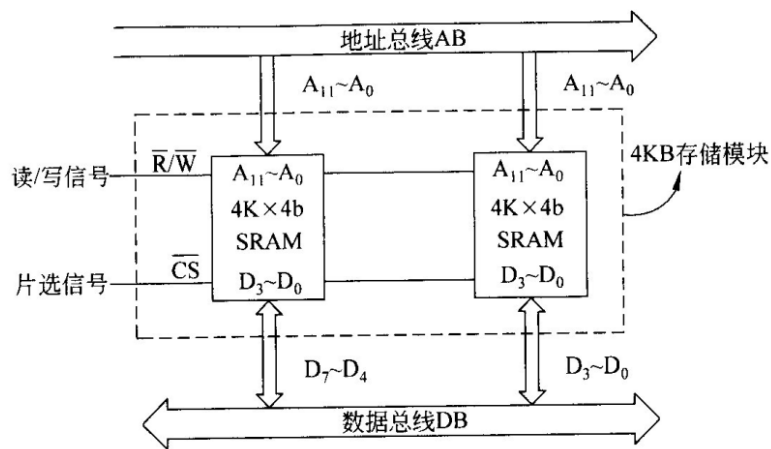 地址总线AB
A₁₁~A₀
A₁₁~A₀
4KB存储模块
读/写信号
R̅/W̅
A₁₁~A₀
4K×4b
SRAM
D₃~D₀
A₁₁~A₀
4K×4b
SRAM
D₃~D₀
片选信号
C̅S̅
D₇~D₄
D₃~D₀
数据总线DB